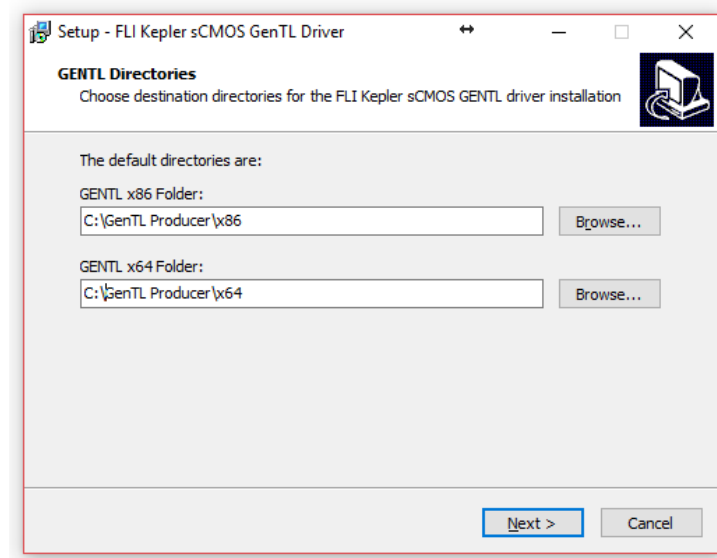 Setup - FLI Kepler sCMOS GenTL Driver
GENTL Directories
Choose destination directories for the FLI Kepler sCMOS GENTL driver installation
The default directories are:
GENTL x86 Folder:
C:\GenTL Producer\x86
Browse...
GENTL x64 Folder:
C:\GenTL Producer\x64
Browse...
Next >
Cancel